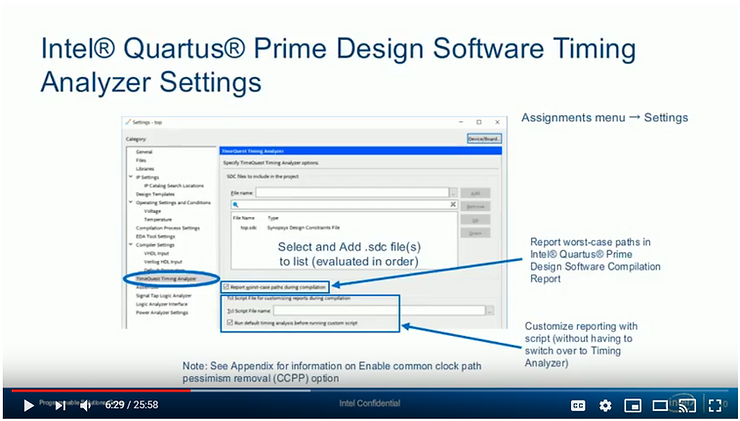 Intel® Quartus® Prime Design Software Timing
Analyzer Settings
Assignments menu → Settings
Settings - top
Category:
Device/Board...
General
Files
Libraries
IP Settings
IP Catalog Search Locations
Design Templates
Operating Settings and Conditions
Voltage
Temperature
Compilation Process Settings
EDA Tool Settings
Compiler Settings
VHDL Input
Verilog HDL Input
Default Parameters
TimeQuest Timing Analyzer
Signal Tap Logic Analyzer
Logic Analyzer Interface
Power Analyzer Settings
TimeQuest Timing Analyzer
Specify TimeQuest Timing Analyzer options.
SDC files to include in the project
File name:
...
Add
Remove
Up
Down
File Name Type
top.sdc Synopsys Design Constraints File
Select and Add .sdc file(s)
to list (evaluated in order)
Report worst-case paths during compilation
Tcl Script File for customizing reports during compilation
Tcl Script File name:
...
Run default timing analysis before running custom script
Report worst-case paths in
Intel® Quartus® Prime
Design Software Compilation
Report
Customize reporting with
script (without having to
switch over to Timing
Analyzer)
Note: See Appendix for information on Enable common clock path
pessimism removal (CCPP) option
Intel Confidential
6:29 / 25:58
CC